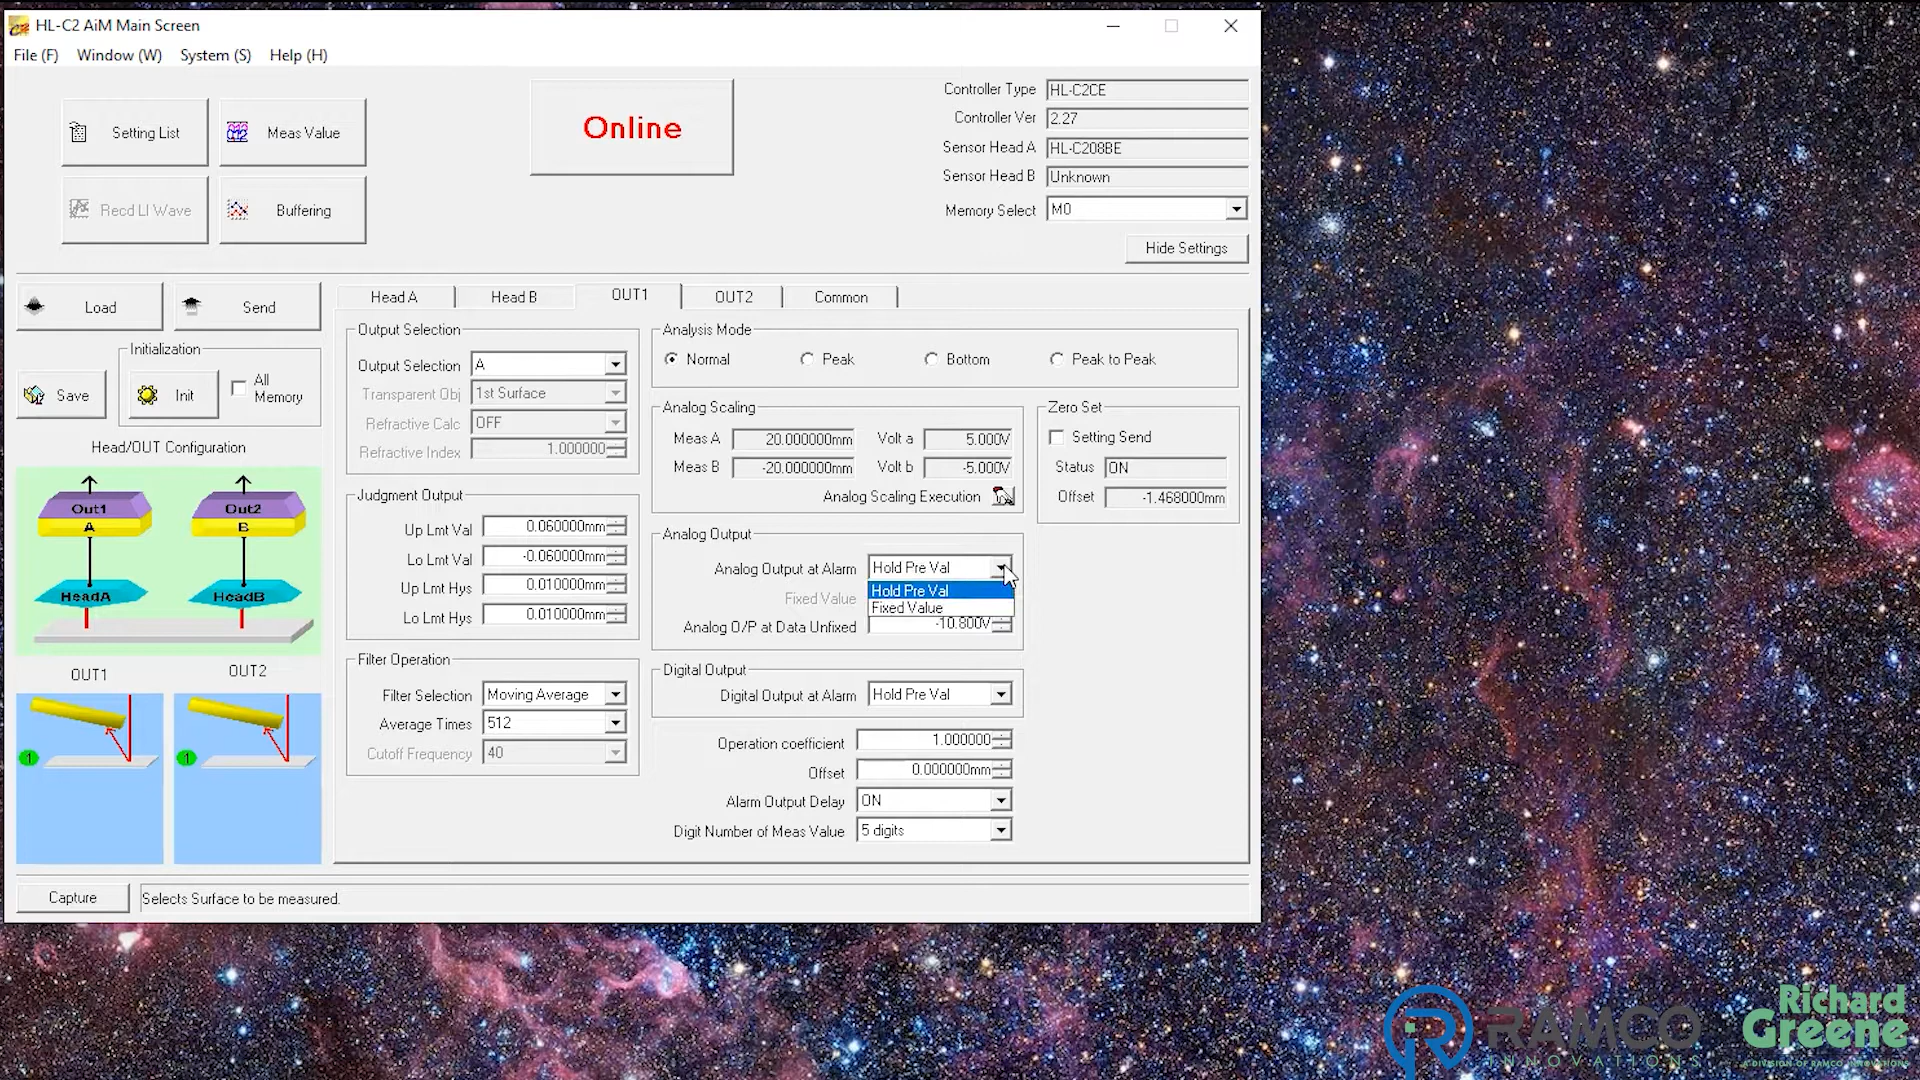 HL-C2 AiM Main Screen
File (F) Window (W) System (S) Help (H)
Setting List
Meas Value
Recd LI Wave
Buffering
Online
Controller Type HL-C2CE
Controller Ver 2.27
Sensor Head A HL-C208BE
Sensor Head B Unknown
Memory Select M0
Hide Settings
Load
Send
Initialization
Save
Init
All
Memory
Head/OUT Configuration
Out1
A
Out2
B
HeadA
HeadB
OUT1
OUT2
1
1
Head A
Head B
OUT1
OUT2
Common
Output Selection
Output Selection A
Transparent Obj 1st Surface
Refractive Calc OFF
Refractive Index 1.000000
Judgment Output
Up Lmt Val 0.060000mm
Lo Lmt Val -0.060000mm
Up Lmt Hys 0.010000mm
Lo Lmt Hys 0.010000mm
Filter Operation
Filter Selection Moving Average
Average Times 512
Cutoff Frequency 40
Analysis Mode
Normal
Peak
Bottom
Peak to Peak
Analog Scaling
Meas A 20.000000mm Volt a 5.000V
Meas B -20.000000mm Volt b -5.000V
Analog Scaling Execution
Zero Set
Setting Send
Status ON
Offset -1.468000mm
Analog Output
Analog Output at Alarm Hold Pre Val
Hold Pre Val
Fixed Value
Fixed Value
Analog O/P at Data Unfixed -10.800V
Digital Output
Digital Output at Alarm Hold Pre Val
Operation coefficient 1.000000
Offset 0.000000mm
Alarm Output Delay ON
Digit Number of Meas Value 5 digits
Capture
Selects Surface to be measured.
RAMCO
INNOVATIONS
Richard
Greene
A DIVISION OF RAMCO INNOVATIONS